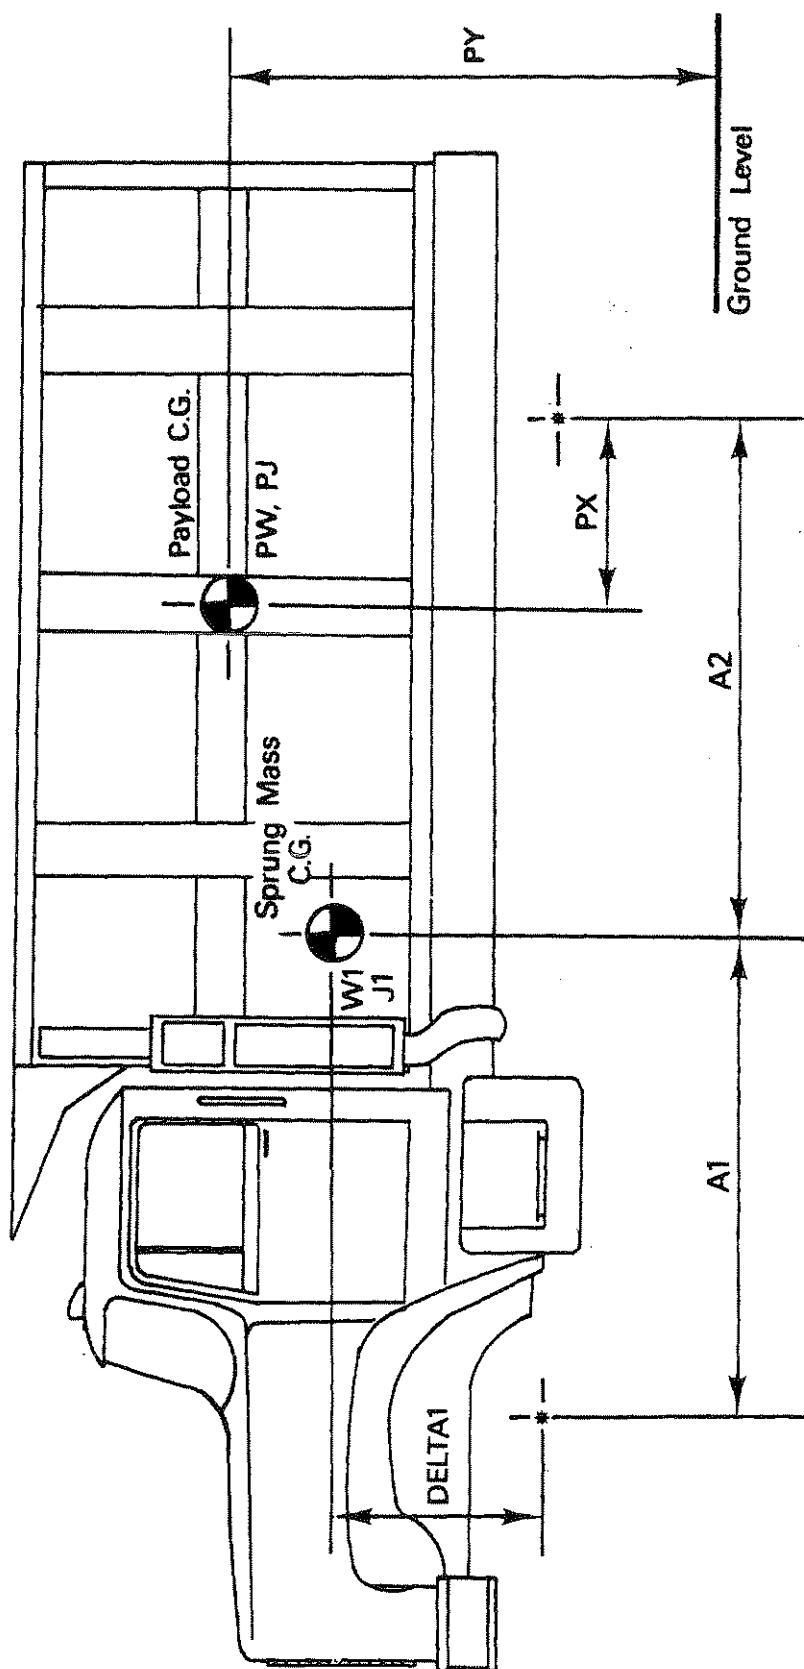 Payload C.G.
PW, PJ
PY
Ground Level
Sprung Mass
C.G.
W1
J1
PX
A2
A1
DELTA1